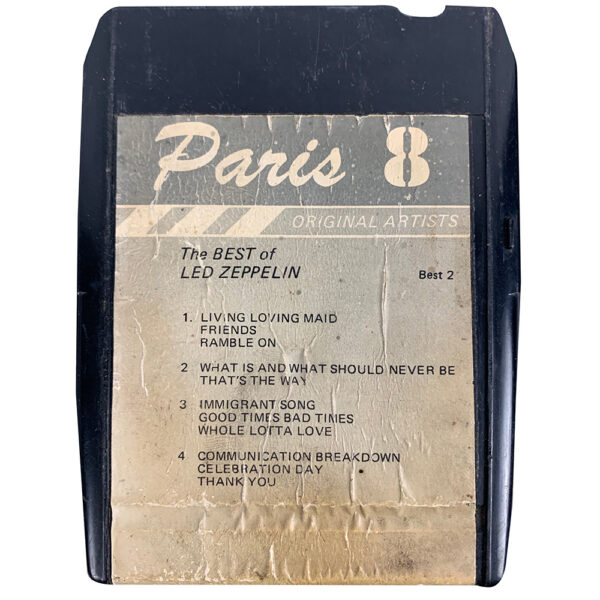 Paris 8
ORIGINAL ARTISTS
The BEST of
LED ZEPPELIN
Best 2
1. LIVING LOVING MAID
FRIENDS
RAMBLE ON
2 WHAT IS AND WHAT SHOULD NEVER BE
THAT'S THE WAY
3 IMMIGRANT SONG
GOOD TIMES BAD TIMES
WHOLE LOTTA LOVE
4 COMMUNICATION BREAKDOWN
CELEBRATION DAY
THANK YOU